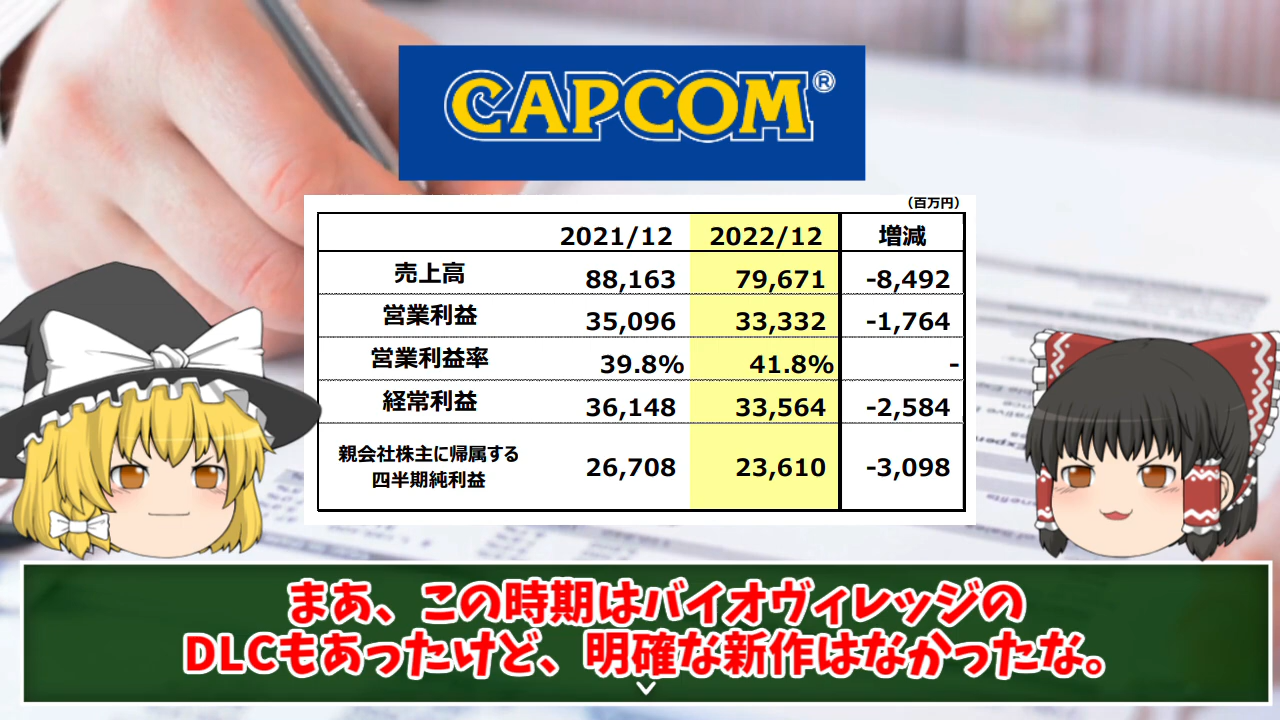 CAPCOM®
（百万円）
2021/12 2022/12 増減
売上高 88,163 79,671 -8,492
営業利益 35,096 33,332 -1,764
営業利益率 39.8% 41.8% -
経常利益 36,148 33,564 -2,584
親会社株主に帰属する
四半期純利益 26,708 23,610 -3,098
まあ、この時期はバイオヴィレッジの
DLCもあったけど、明確な新作はなかったな。